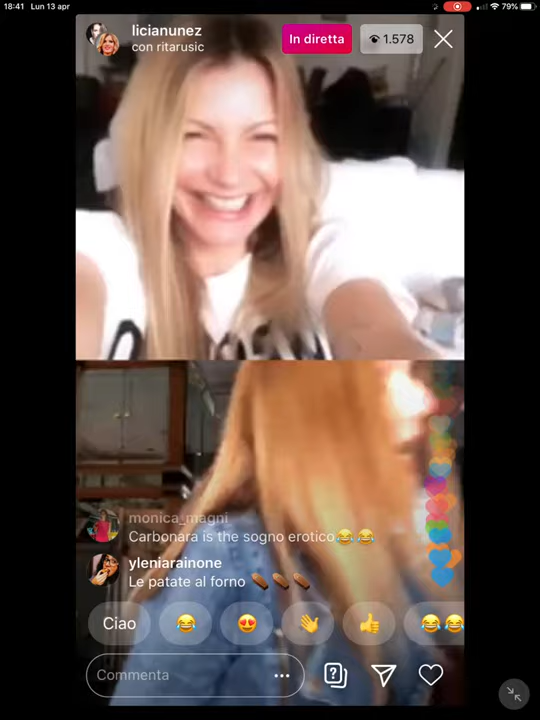 18:41 Lun 13 apr
79%
licianunez
con ritarusic
In diretta
1.578
monica_magni
Carbonara is the sogno erotico😂😂
yleniarainone
Le patate al forno ⚰️⚰️⚰️
Ciao
Commenta